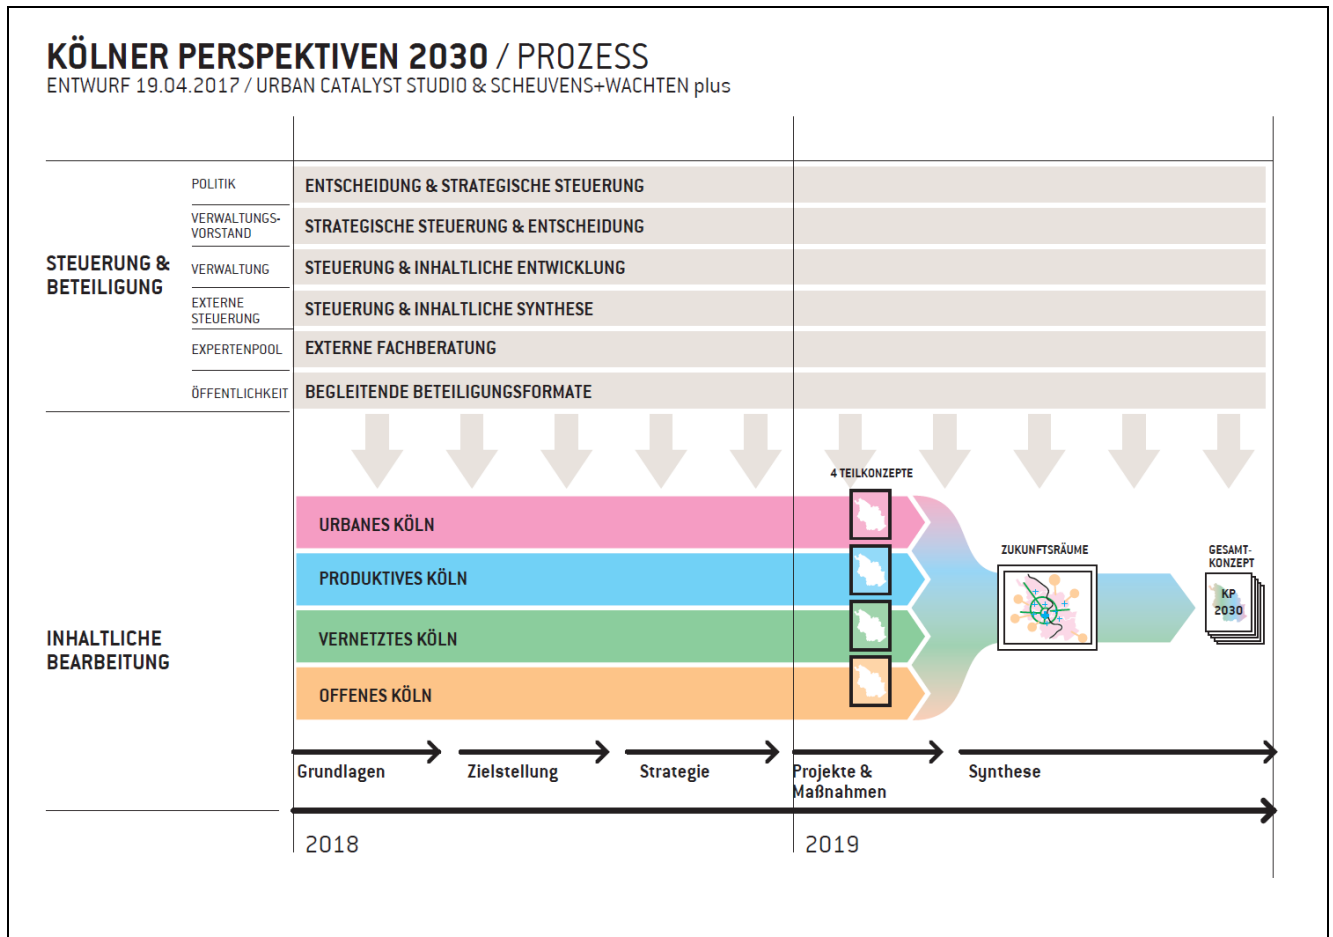 KÖLNER PERSPEKTIVEN 2030 / PROZESS
ENTWURF 19.04.2017 / URBAN CATALYST STUDIO & SCHEUVENS+WACHTEN plus
STEUERUNG &
BETEILIGUNG
POLITIK
ENTSCHEIDUNG & STRATEGISCHE STEUERUNG
VERWALTUNGS-
VORSTAND
STRATEGISCHE STEUERUNG & ENTSCHEIDUNG
VERWALTUNG
STEUERUNG & INHALTLICHE ENTWICKLUNG
EXTERNE
STEUERUNG
STEUERUNG & INHALTLICHE SYNTHESE
EXPERTENPOOL
EXTERNE FACHBERATUNG
ÖFFENTLICHKEIT
BEGLEITENDE BETEILIGUNGSFORMATE
INHALTLICHE
BEARBEITUNG
4 TEILKONZEPTE
URBANES KÖLN
PRODUKTIVES KÖLN
VERNETZTES KÖLN
OFFENES KÖLN
ZUKUNFTSRÄUME
GESAMT-
KONZEPT
KP
2030
Grundlagen
Zielstellung
Strategie
Projekte &
Maßnahmen
Synthese
2018
2019